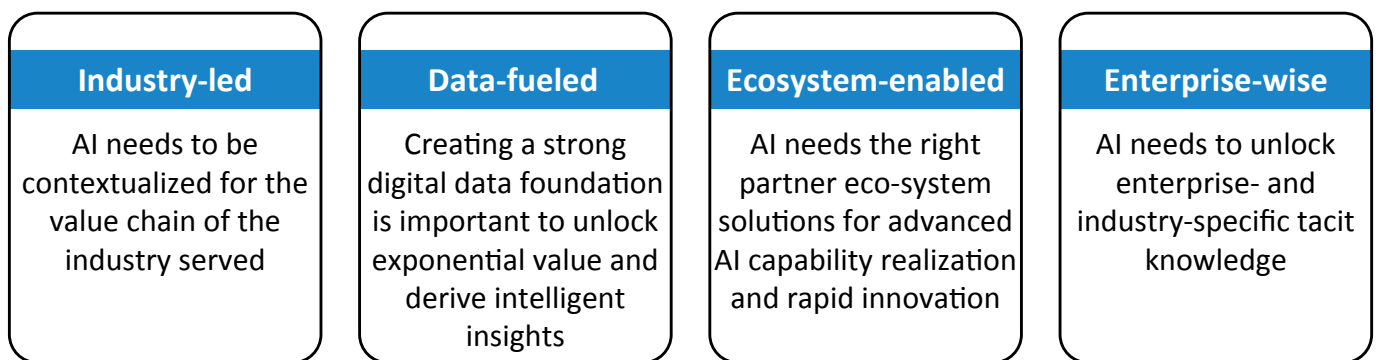 Industry-led
AI needs to be
contextualized for the
value chain of the
industry served
Data-fueled
Creating a strong
digital data foundation
is important to unlock
exponential value and
derive intelligent
insights
Ecosystem-enabled
AI needs the right
partner eco-system
solutions for advanced
AI capability realization
and rapid innovation
Enterprise-wise
AI needs to unlock
enterprise- and
industry-specific tacit
knowledge